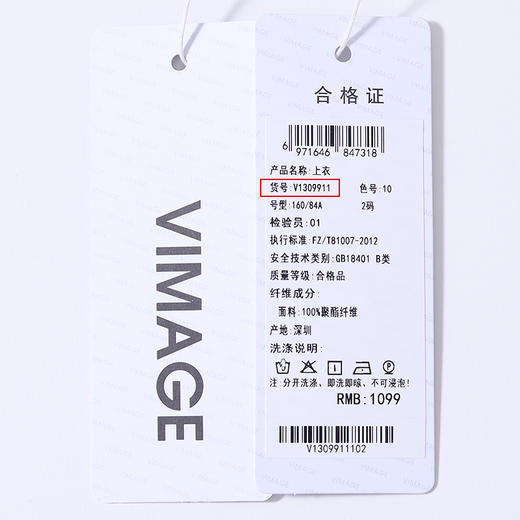 VIMAGE
合格证
6 971646 847318
产品名称:上衣
货号:V1309911 色号:10
号型:160/84A 2码
检验员:01
执行标准:FZ/T81007-2012
安全技术类别:GB18401 B类
质量等级:合格品
纤维成分:
面料:100%聚酯纤维
产地:深圳
洗涤说明:
注:分开洗涤、即洗即晾、不可浸泡!
RMB:1099
V1309911102